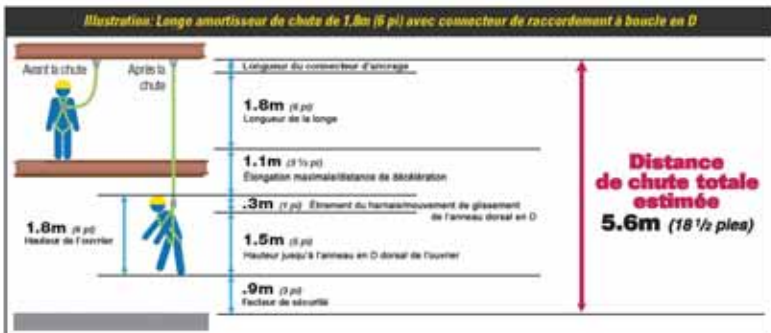 Illustration: Longe amortisseur de chute de 1,8m (6 pi) avec connecteur de raccordement à boucle en D
Avant la chute
Après la
chute
Longueur du connecteur d'ancrage
1.8m (6 pi)
Longueur de la longe
1.1m (3 ½ pi)
Élongation maximale/distance de décélération
.3m (1 pi) Étirement du harnais/mouvement de glissement
de l'anneau dorsal en D
1.8m (6 pi)
Hauteur de l'ouvrier
1.5m (5 pi)
Hauteur jusqu'à l'anneau en D dorsal de l'ouvrier
.9m (3 pi)
Facteur de sécurité
Distance
de chute totale
estimée
5.6m (18 ½ pies)